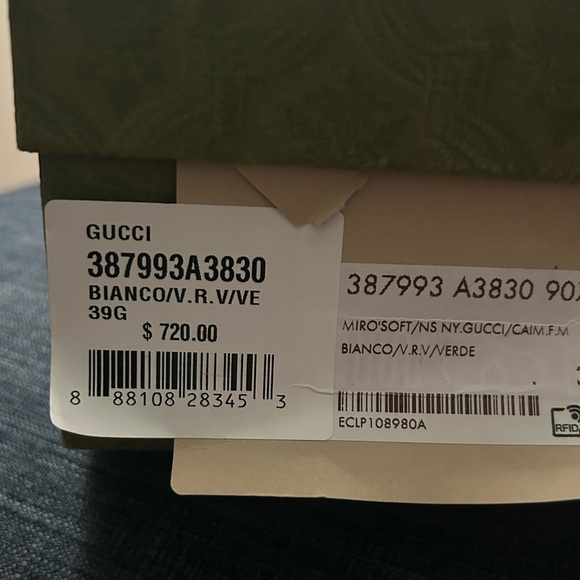 GUCCI
387993A3830
BIANCO/V.R.V/VE
39G
$ 720.00
8 88108 28345 3
387993 A3830 90
MIRO'SOFT/NS NY.GUCCI/CAIM.F.M
BIANCO/V.R.V/VERDE
ECLP108980A
RFID